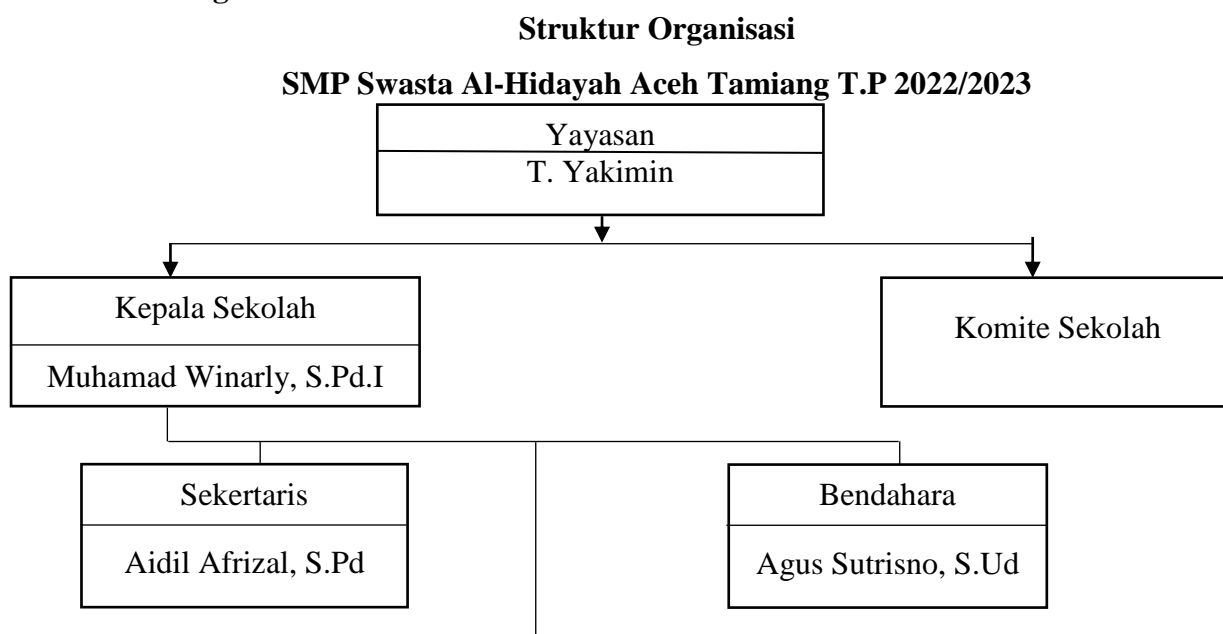 Struktur Organisasi
SMP Swasta Al-Hidayah Aceh Tamiang T.P 2022/2023
Yayasan
T. Yakimin
Kepala Sekolah
Muhamad Winarly, S.Pd.I
Komite Sekolah
Sekertaris
Aidil Afrizal, S.Pd
Bendahara
Agus Sutrisno, S.Ud